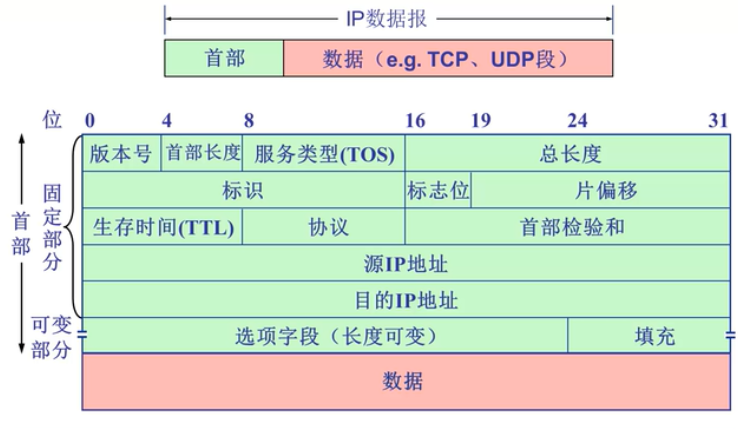 IP数据报
首部 数据（e.g. TCP、UDP段）
位 0 4 8 16 19 24 31
版本号 首部长度 服务类型(TOS) 总长度
标识 标志位 片偏移
生存时间(TTL) 协议 首部检验和
源IP地址
目的IP地址
选项字段（长度可变） 填充
数据
首部
固定部分
可变部分